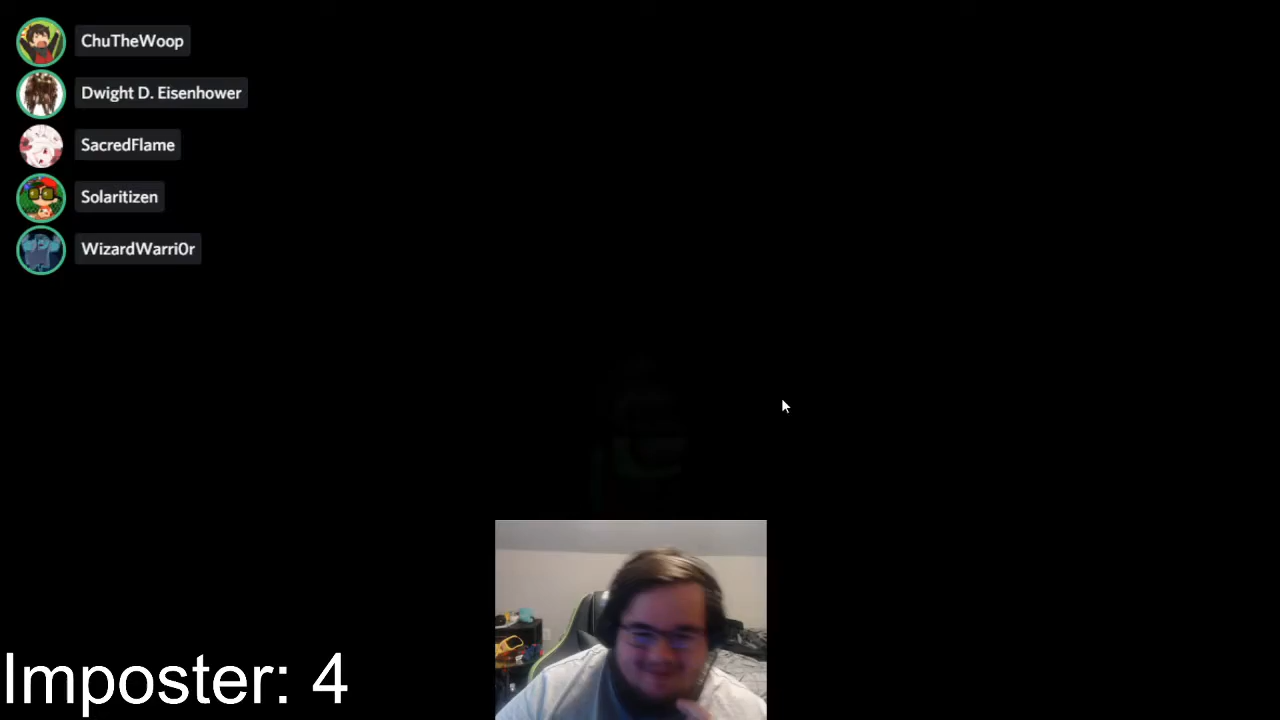 ChuTheWoop
Dwight D. Eisenhower
SacredFlame
Solaritizen
WizardWarri0r
Imposter: 4